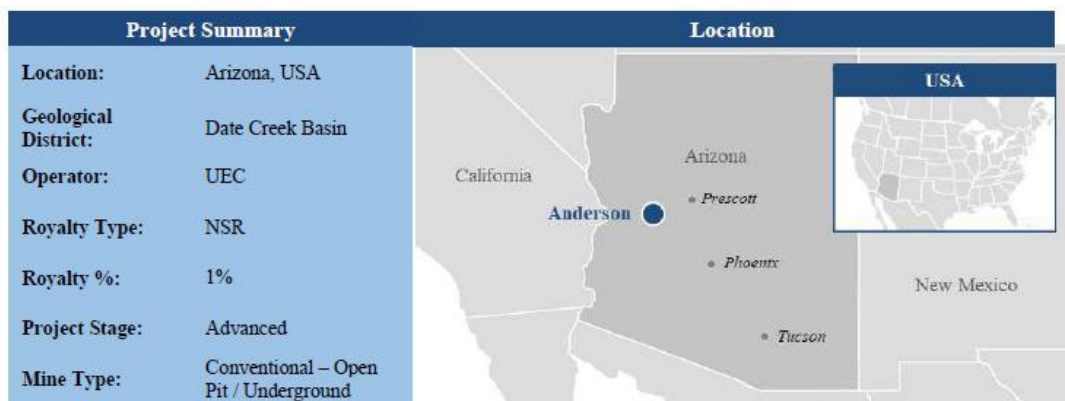 Project Summary
Location
Location: Arizona, USA
Geological
District: Date Creek Basin
Operator: UEC
Royalty Type: NSR
Royalty %: 1%
Project Stage: Advanced
Mine Type: Conventional – Open
Pit / Underground
USA
California
Arizona
Prescott
Anderson
Phoenix
New Mexico
Tucson